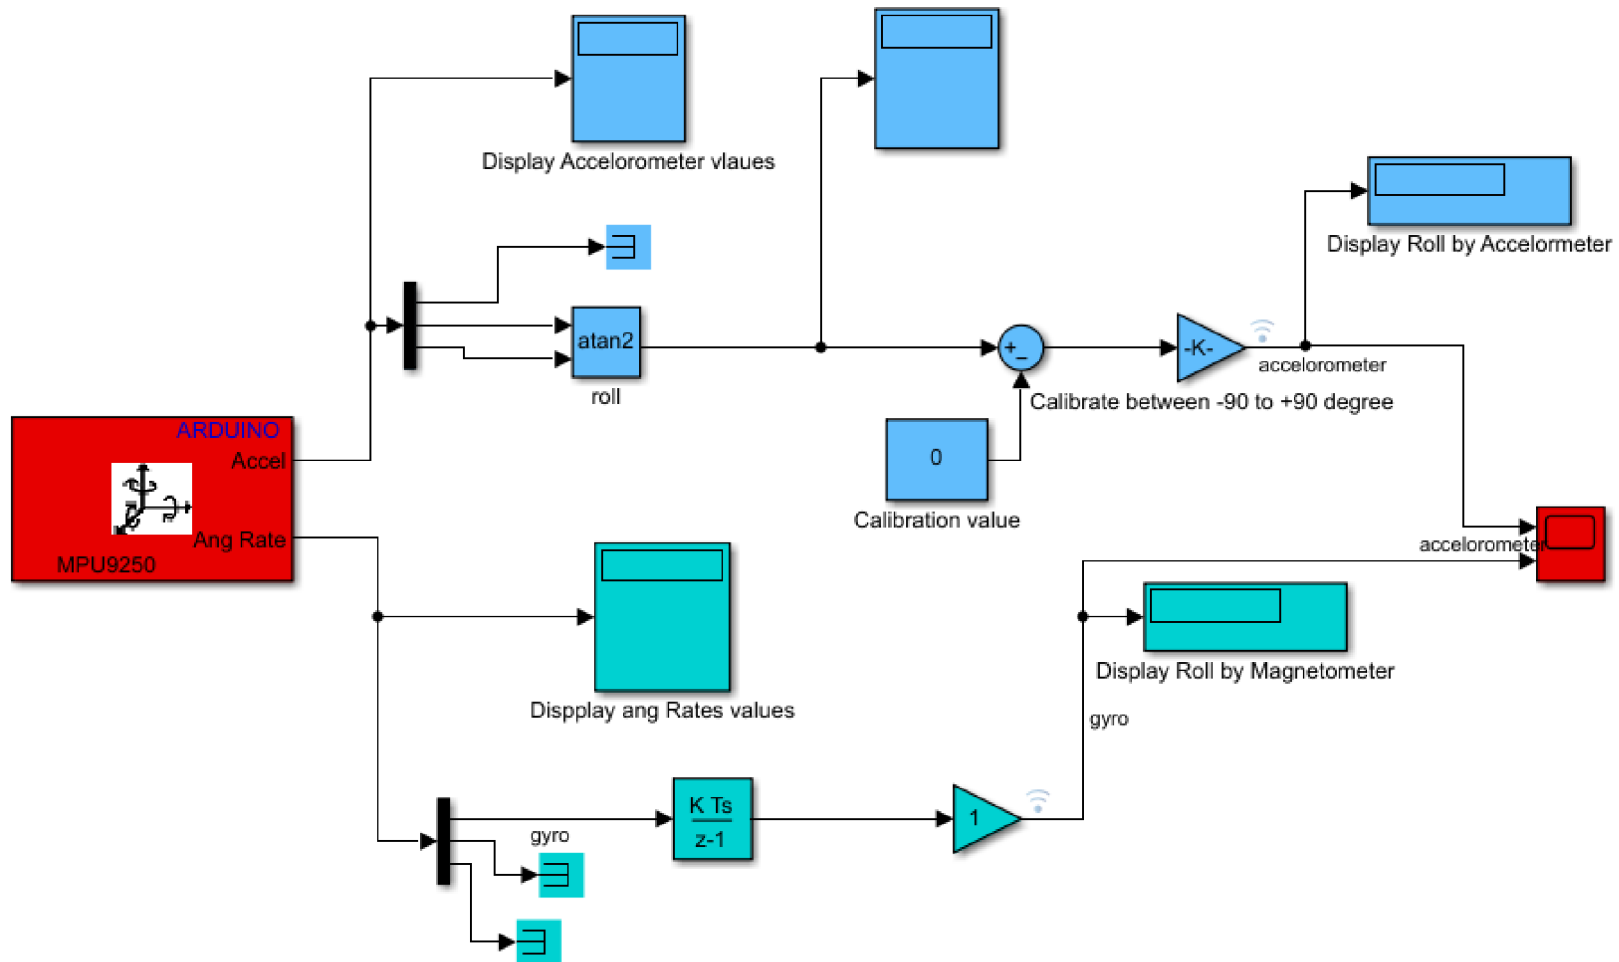 Display Accelorometer vlaues
Display Roll by Accelormeter
atan2
roll
+
_
-K-
accelorometer
Calibrate between -90 to +90 degree
ARDUINO
Accel
Ang Rate
MPU9250
0
Calibration value
accelorometer
Dispplay ang Rates values
Display Roll by Magnetometer
gyro
gyro
K Ts
z-1
1